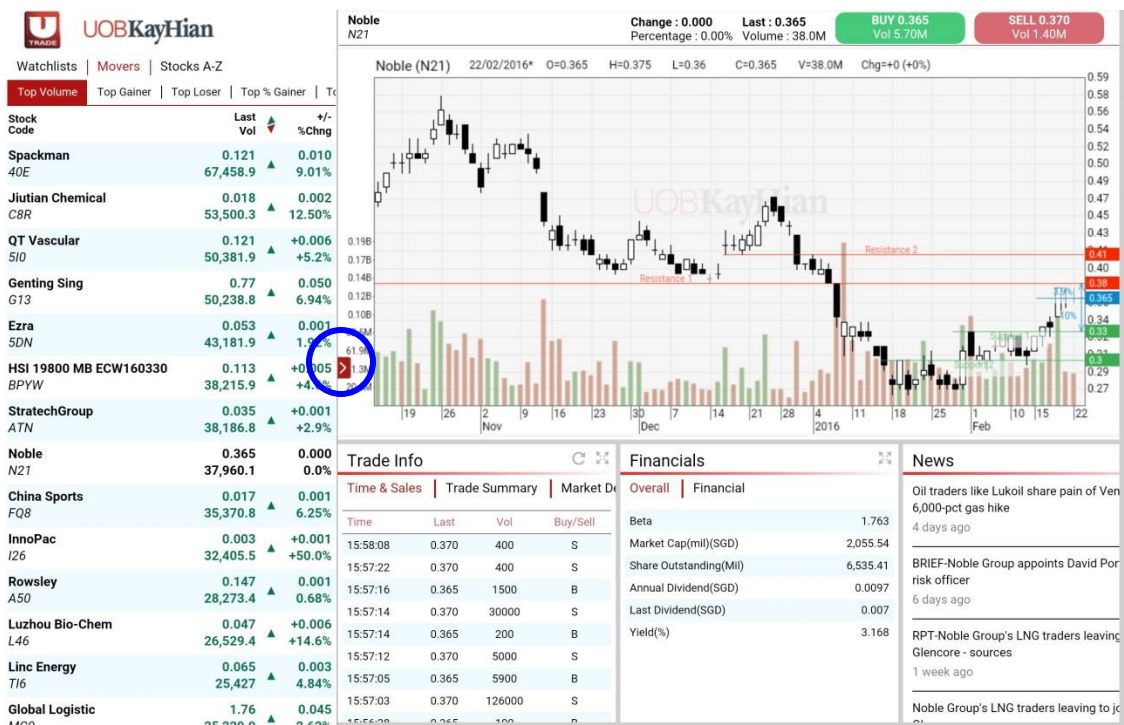 U TRADE UOBKayHian
Watchlists | Movers | Stocks A-Z
Top Volume Top Gainer | Top Loser | Top % Gainer |
Stock Last +/-
Code Vol %Chng
Spackman 0.121 0.010
40E 67,458.9 9.01%
Jiutian Chemical 0.018 0.002
C8R 53,500.3 12.50%
QT Vascular 0.121 +0.006
5I0 50,381.9 +5.2%
Genting Sing 0.77 0.050
G13 50,238.8 6.94%
Ezra 0.053 0.001
5DN 43,181.9 1.92%
HSI 19800 MB ECW160330 0.113 +0.005
BPYW 38,215.9
StratechGroup 0.035 +0.001
ATN 38,186.8 +2.9%
Noble 0.365 0.000
N21 37,960.1 0.0%
China Sports 0.017 0.001
FQ8 35,370.8 6.25%
InnoPac 0.003 +0.001
I26 32,405.5 +50.0%
Rowsley 0.147 0.001
A50 28,273.4 0.68%
Luzhou Bio-Chem 0.047 +0.006
L46 26,529.4 +14.6%
Linc Energy 0.065 0.003
TI6 25,427 4.84%
Global Logistic 1.76 0.045
Noble Change : 0.000 Last : 0.365 BUY 0.365 SELL 0.370
N21 Percentage : 0.00% Volume : 38.0M Vol 5.70M Vol 1.40M
Noble (N21) 22/02/2016* O=0.365 H=0.375 L=0.36 C=0.365 V=38.0M Chg=+0 (+0%)
0.59
0.58
0.56
0.54
0.52
0.50
0.49
0.47
0.45
0.43
0.41
0.40
0.38
0.365
0.34
0.33
0.3
0.29
0.27
UOBKayHian
Resistance 2
Resistance 1
3.9%
10%
Support 1
Support 2
0.19B
0.17B
0.14B
0.12B
0.10B
19 26 2 9 16 23 30 7 14 21 28 4 11 18 25 1 10 15 22
Nov Dec 2016 Feb
Trade Info
Time & Sales | Trade Summary | Market
Time Last Vol Buy/Sell
15:58:08 0.370 400 S
15:57:22 0.370 400 S
15:57:16 0.365 1500 B
15:57:14 0.370 30000 S
15:57:14 0.365 200 B
15:57:12 0.370 5000 S
15:57:05 0.365 5900 B
15:57:03 0.370 126000 S
Financials
Overall | Financial
Beta 1.763
Market Cap(mil)(SGD) 2,055.54
Share Outstanding(Mil) 6,535.41
Annual Dividend(SGD) 0.0097
Last Dividend(SGD) 0.007
Yield(%) 3.168
News
Oil traders like Lukoil share pain of Ven
6,000-pct gas hike
4 days ago
BRIEF-Noble Group appoints David Por
risk officer
6 days ago
RPT-Noble Group's LNG traders leaving
Glencore - sources
1 week ago
Noble Group's LNG traders leaving to jo